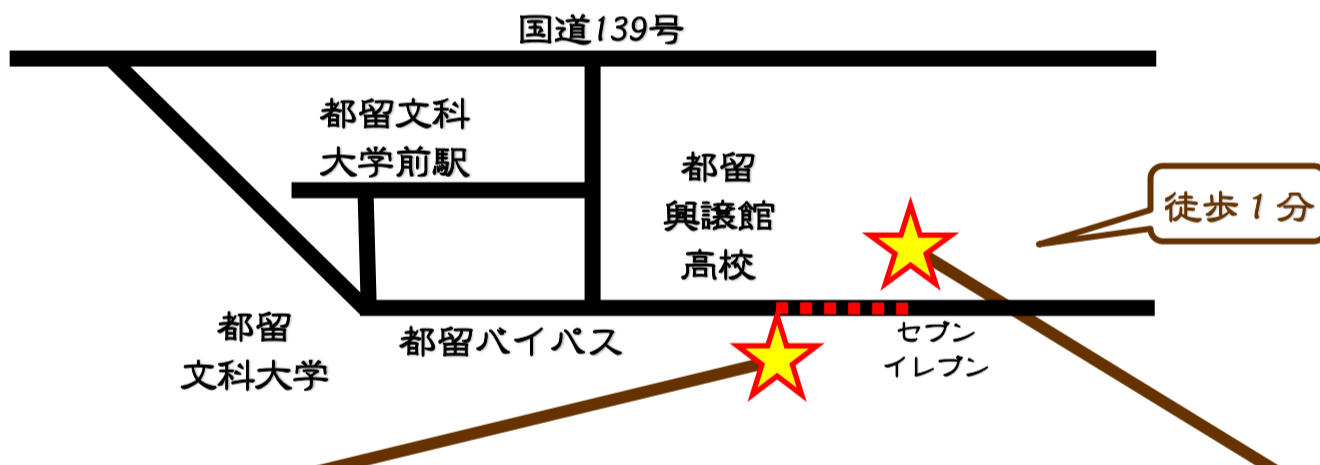 国道139号
都留文科
大学前駅
都留
興譲館
高校
徒歩1分
都留
文科大学
都留バイパス
セブン
イレブン